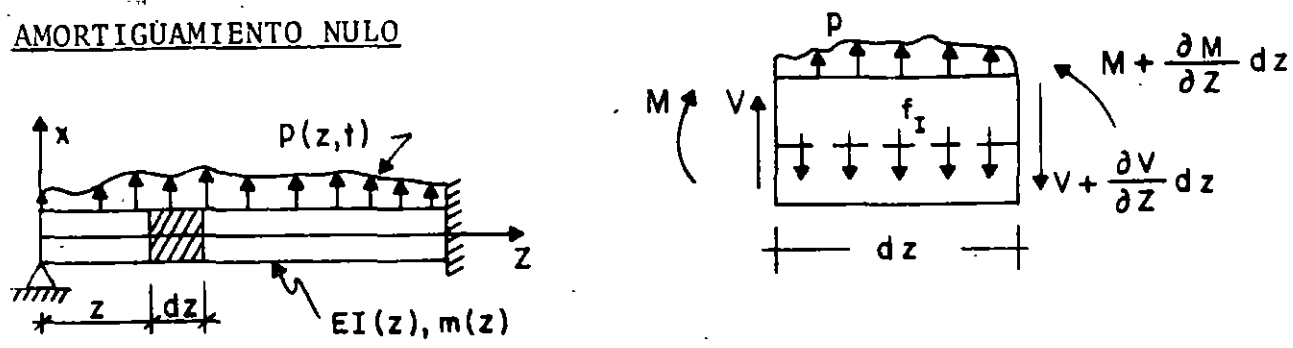 AMORTIGUAMIENTO NULO
x
p(z,t)
z
z
dz
EI(z), m(z)
p
M
V
f_I
M + ∂M/∂z dz
V + ∂V/∂z dz
dz